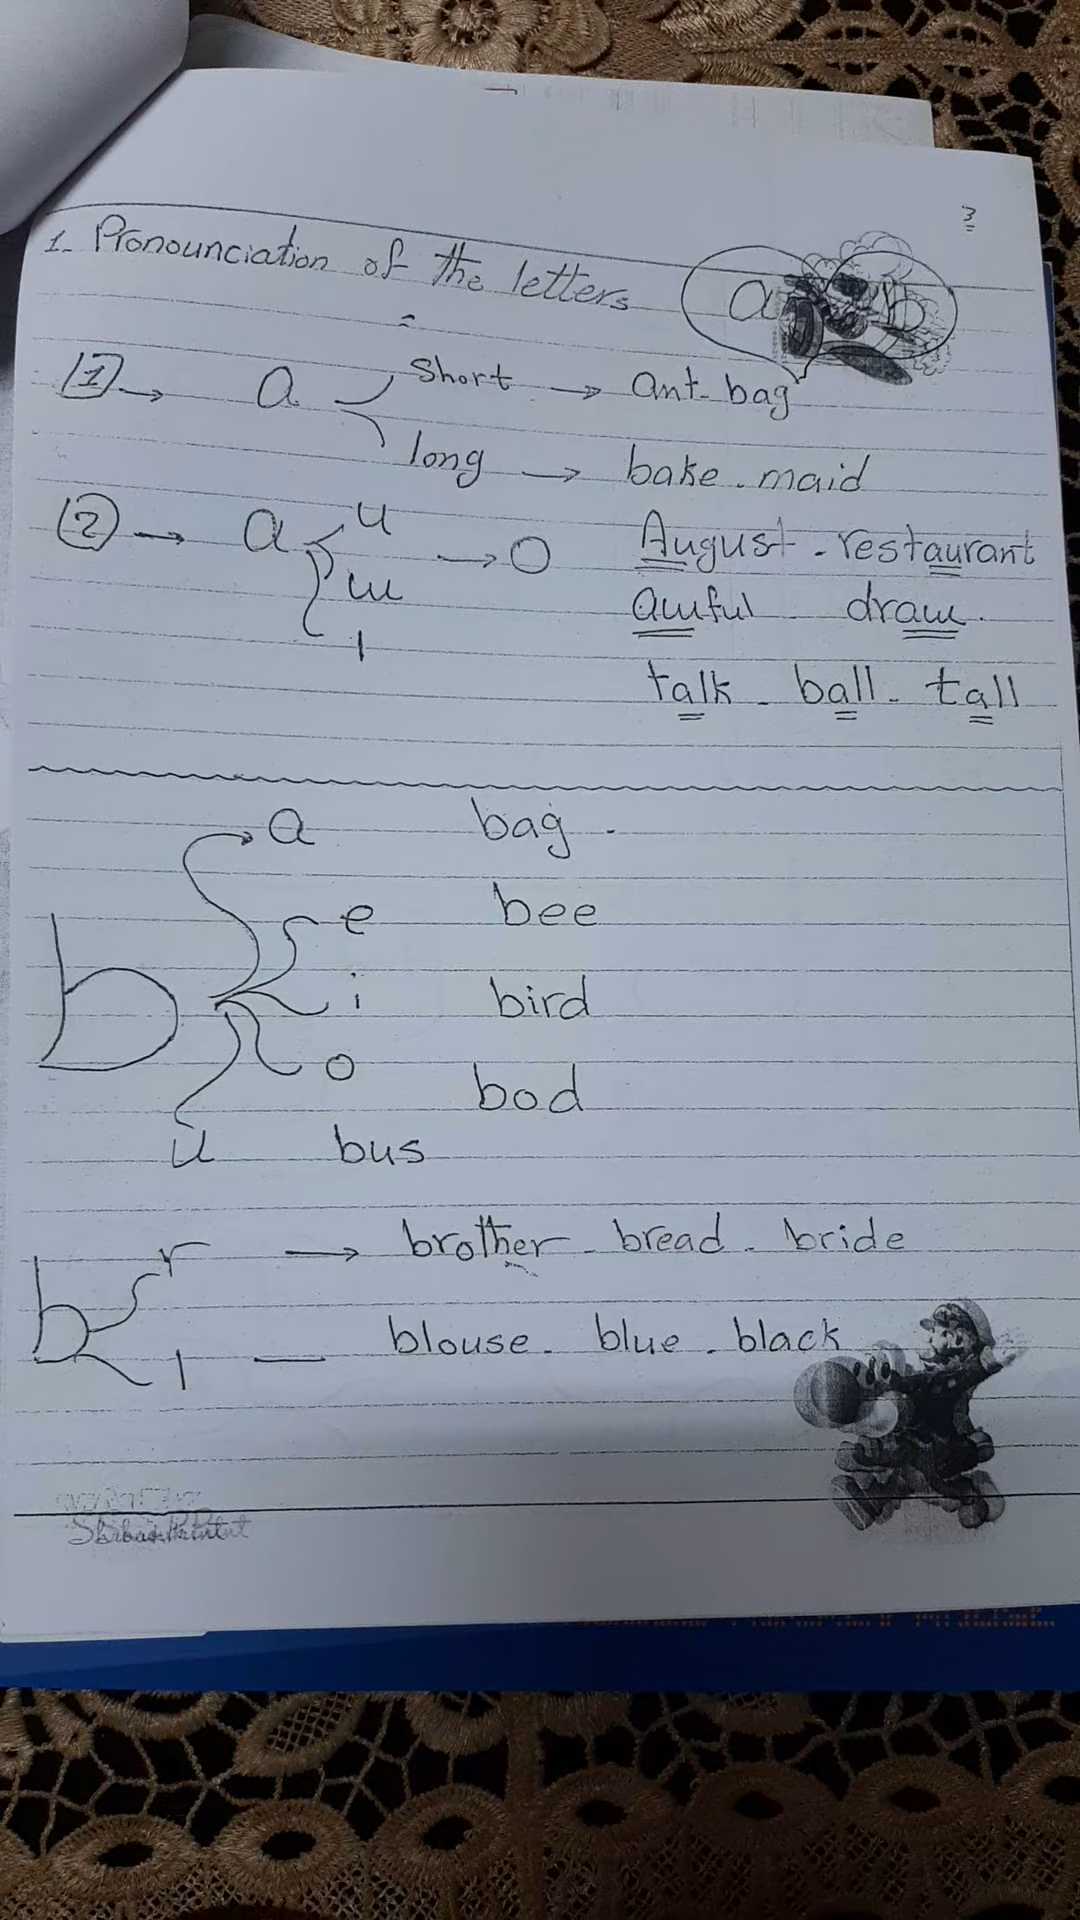 3
1- Pronounciation of the letters
a b
1 → a short → ant - bag
long → bake - maid
2 → a u → O August - restaurant
w awful draw
l talk - ball - tall
a bag
e bee
b i bird
o bod
u bus
b r → brother - bread - bride
l — blouse - blue - black